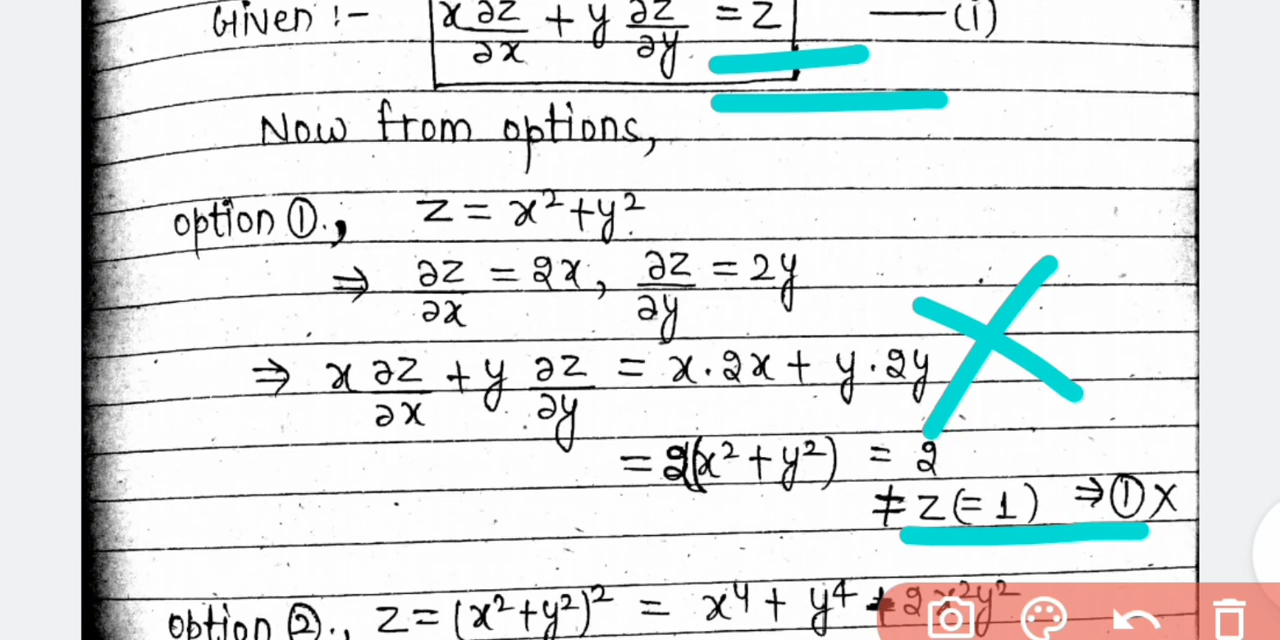 Given :- x ∂z/∂x + y ∂z/∂y = z —— (i)
Now from options,
option ①., z = x² + y².
⇒ ∂z/∂x = 2x, ∂z/∂y = 2y
⇒ x ∂z/∂x + y ∂z/∂y = x·2x + y·2y
= 2(x² + y²) = 2
≠ z(= 1) ⇒ ① X
option ②., z = (x² + y²)² = x⁴ + y⁴ + 2x²y²